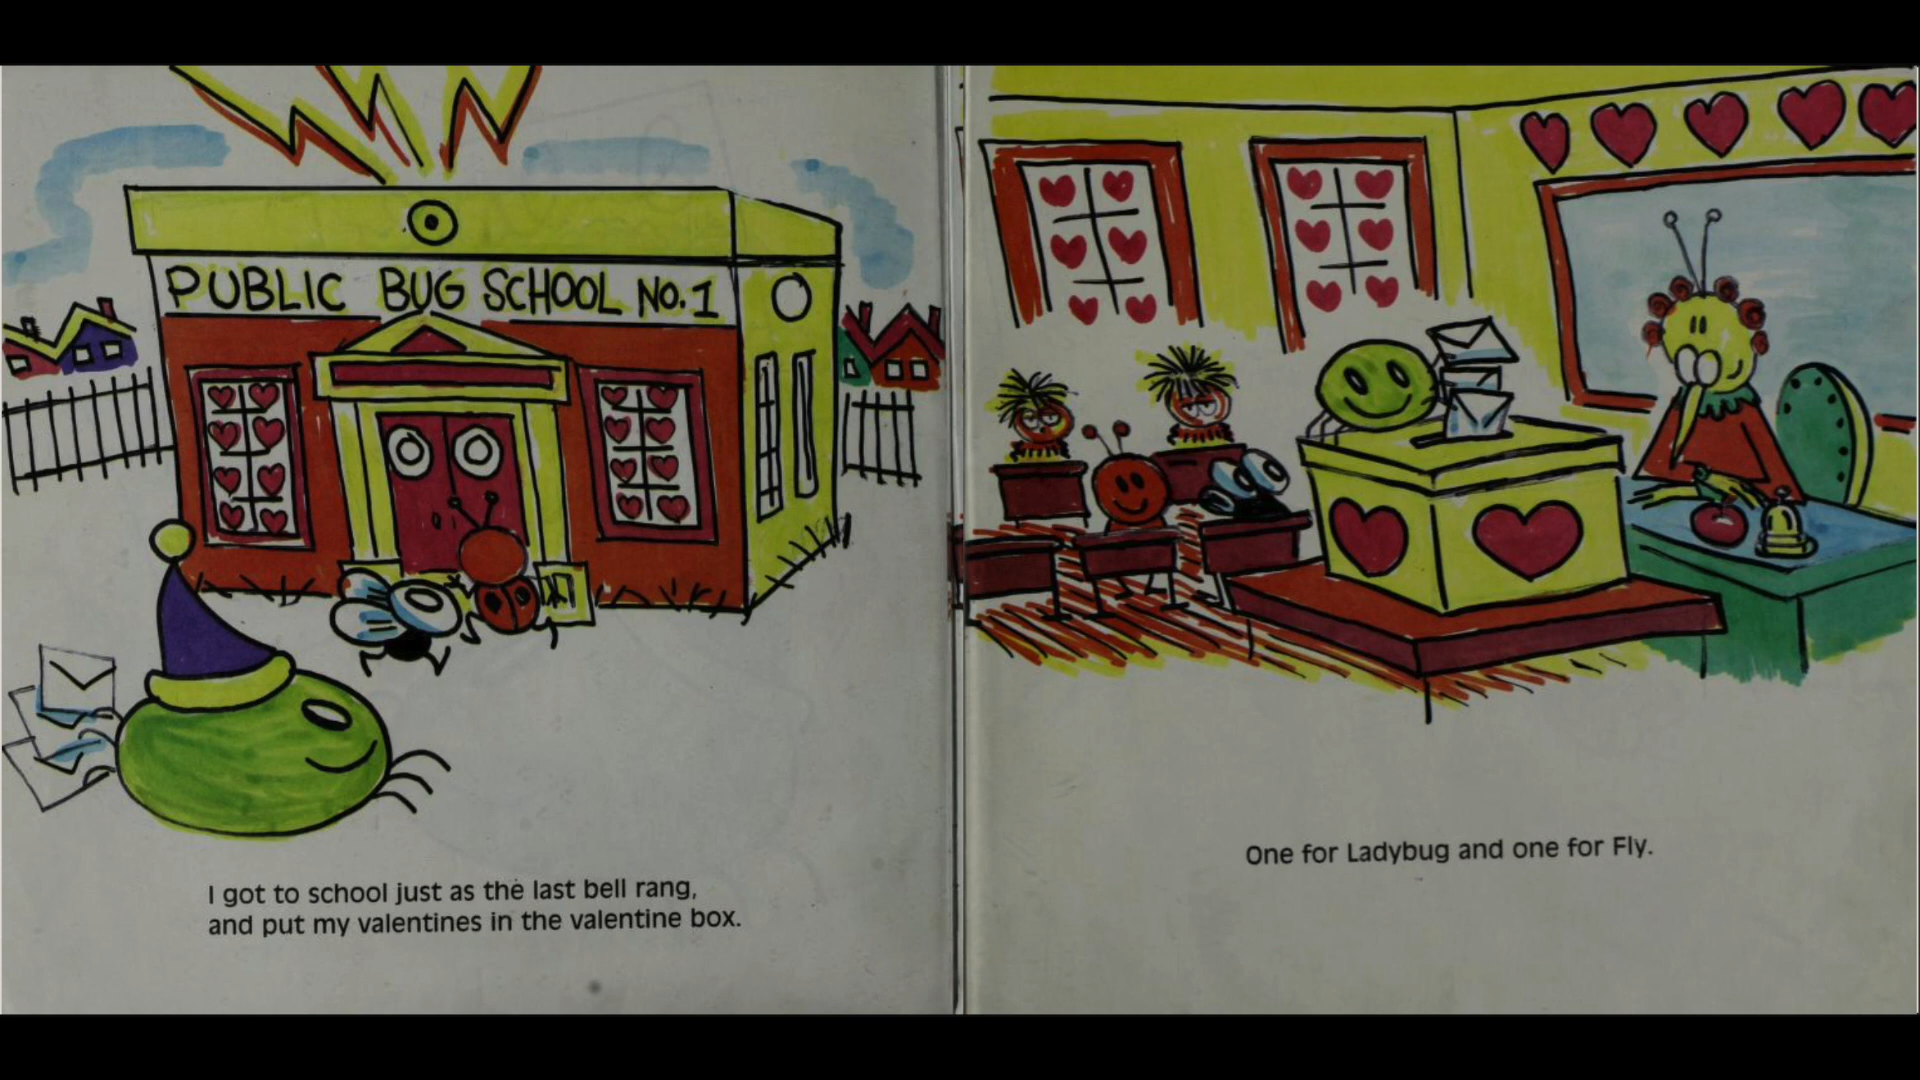 PUBLIC BUG SCHOOL No. 1
I got to school just as the last bell rang,
and put my valentines in the valentine box.
One for Ladybug and one for Fly.